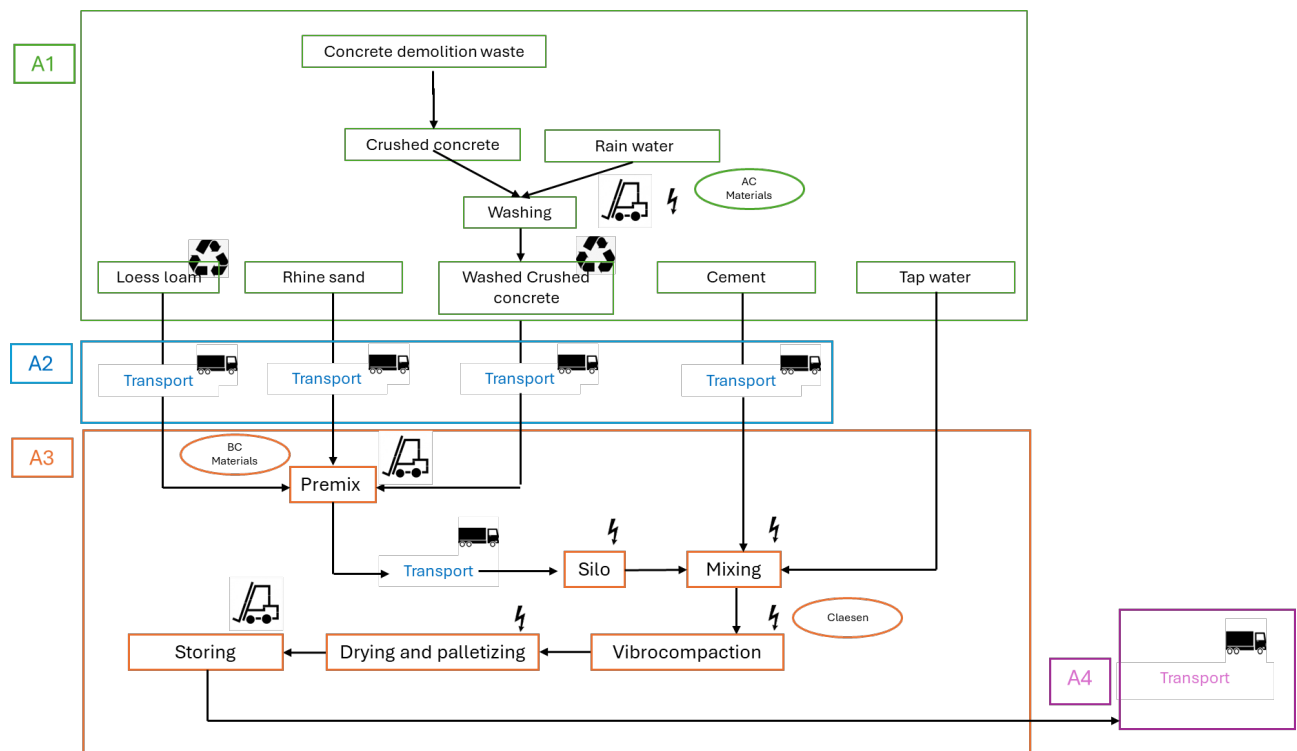 A1
Concrete demolition waste
Crushed concrete
Rain water
AC
Materials
Washing
Loess loam
Rhine sand
Washed Crushed
concrete
Cement
Tap water
A2
Transport
Transport
Transport
Transport
A3
BC
Materials
Premix
Transport
Silo
Mixing
Claesen
Storing
Drying and palletizing
Vibrocompaction
A4
Transport